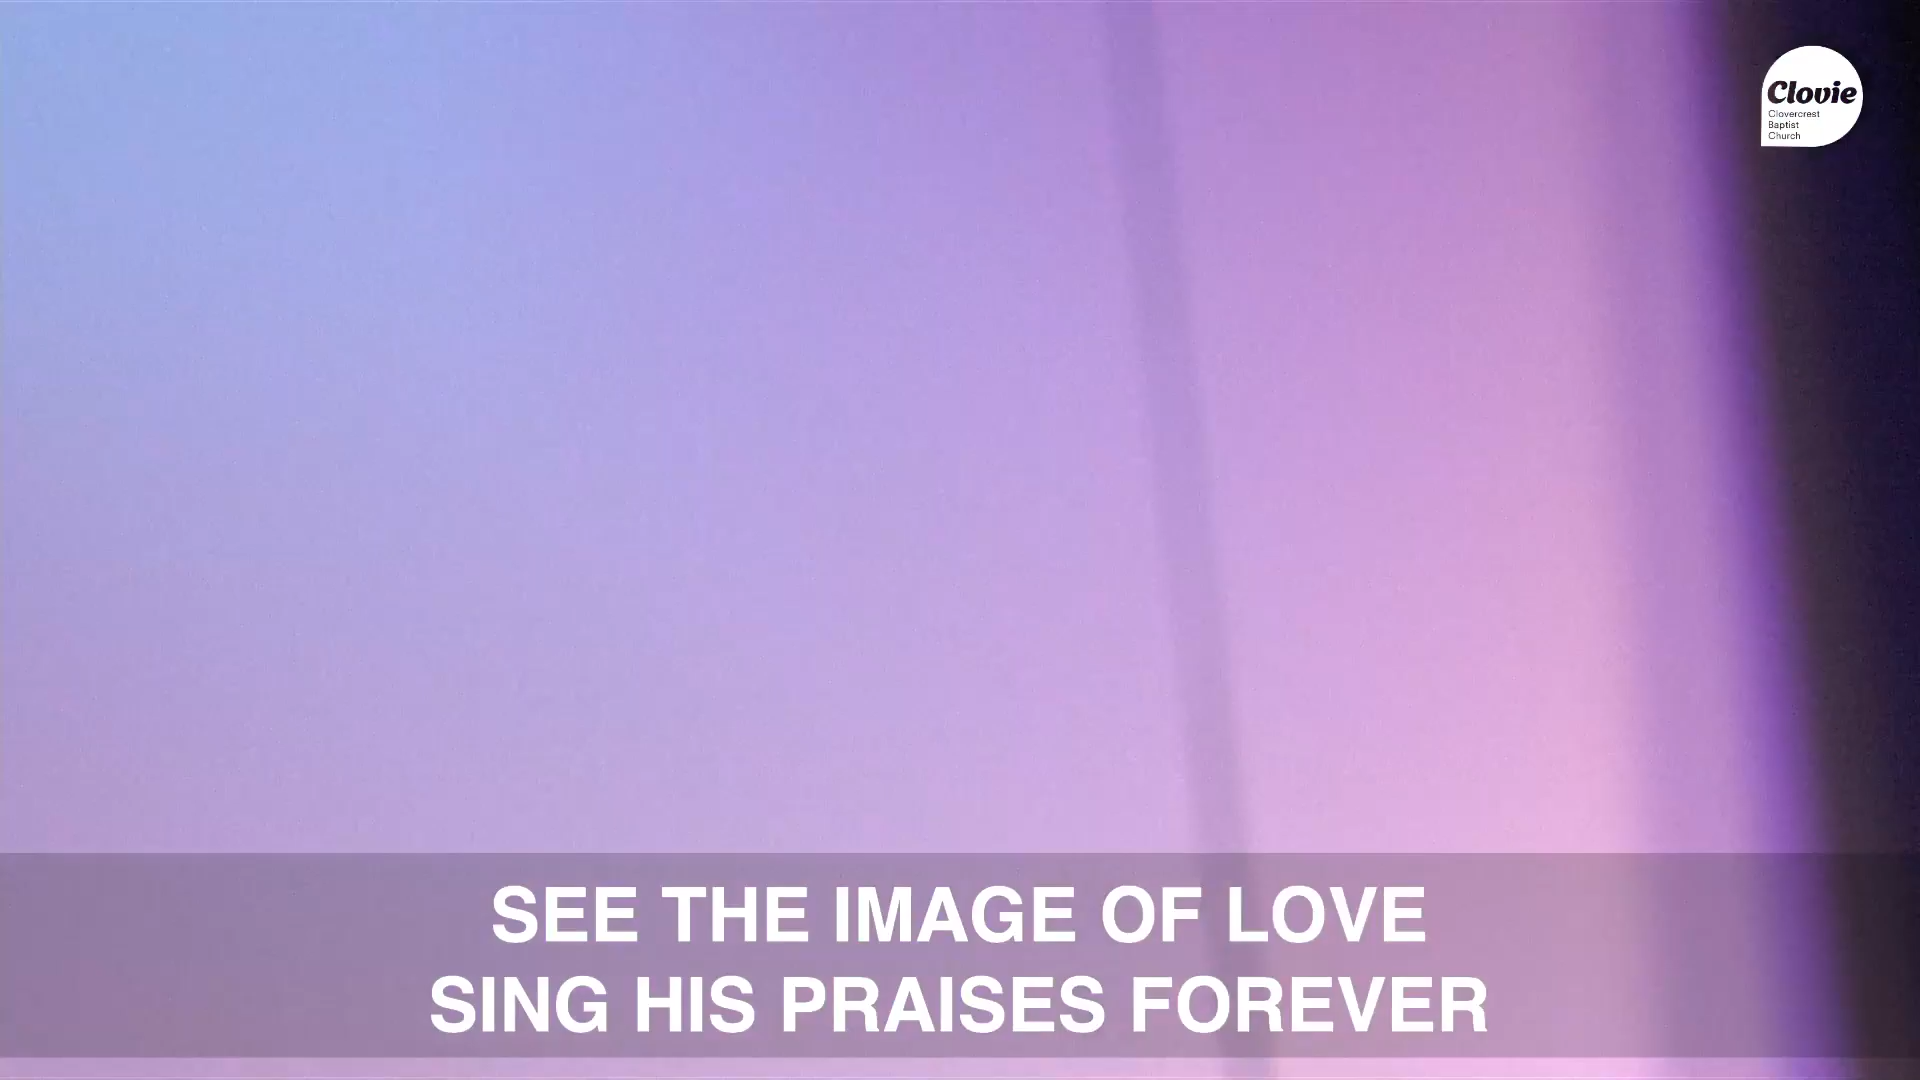 Clovie
Clovercrest
Baptist
Church
SEE THE IMAGE OF LOVE
SING HIS PRAISES FOREVER